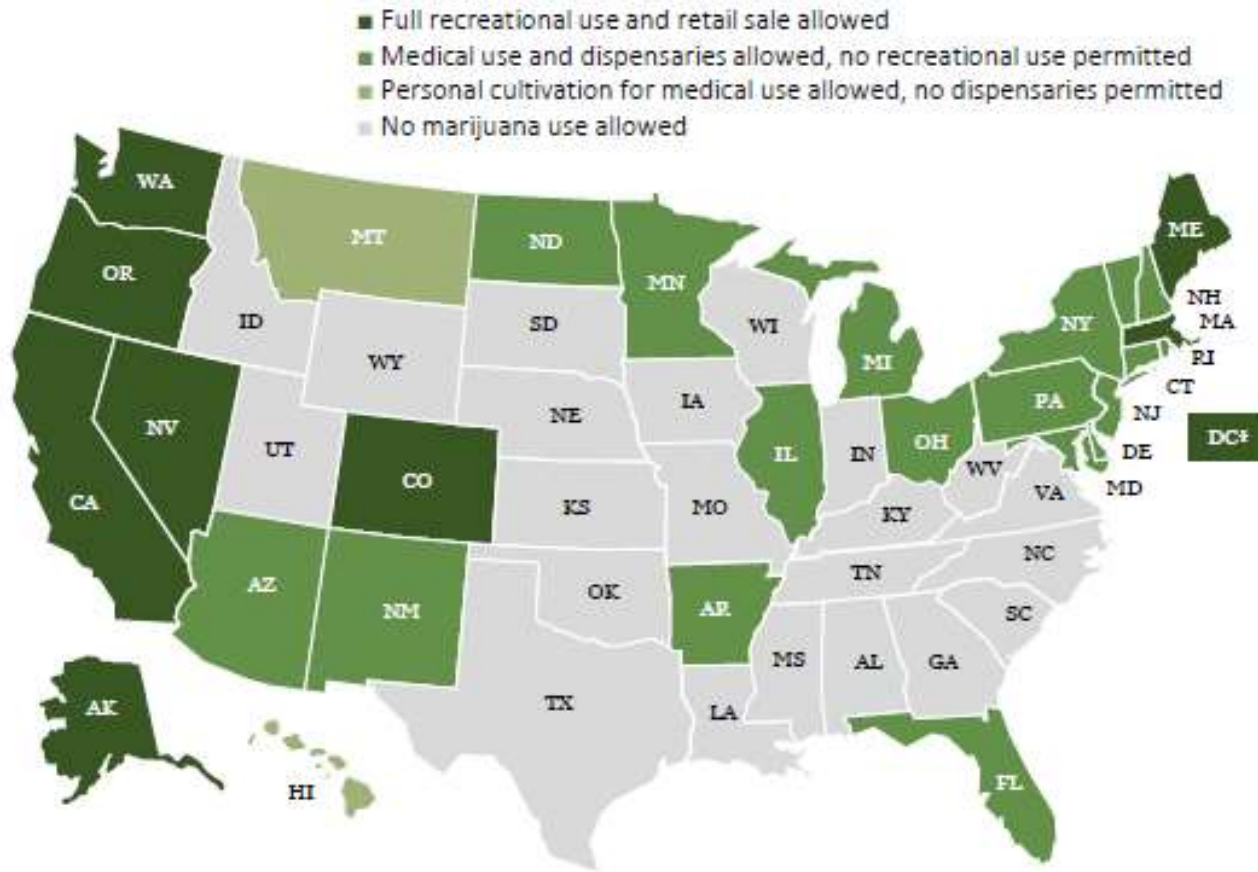 Full recreational use and retail sale allowed
Medical use and dispensaries allowed, no recreational use permitted
Personal cultivation for medical use allowed, no dispensaries permitted
No marijuana use allowed
WA
ME
MT
ND
OR
MN
NH
ID
SD
WI
NY
MA
WY
MI
RI
CT
IA
PA
NE
NJ
NV
OH
DC‡
UT
IL
IN
DE
CO
WV
CA
MD
KS
MO
VA
KY
NC
TN
AZ
OK
NM
AR
SC
MS
AL
GA
AK
TX
LA
HI
FL